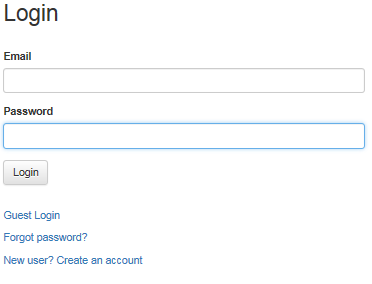 Login
Email
Password
Login
Guest Login
Forgot password?
New user? Create an account